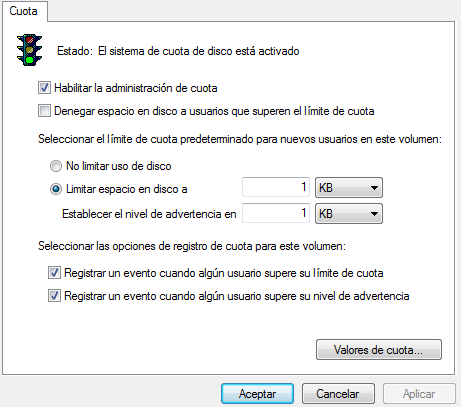 Cuota
Estado: El sistema de cuota de disco está activado
Habilitar la administración de cuota
Denegar espacio en disco a usuarios que superen el límite de cuota
Seleccionar el límite de cuota predeterminado para nuevos usuarios en este volumen:
No limitar uso de disco
Limitar espacio en disco a 1 KB
Establecer el nivel de advertencia en 1 KB
Seleccionar las opciones de registro de cuota para este volumen:
Registrar un evento cuando algún usuario supere su límite de cuota
Registrar un evento cuando algún usuario supere su nivel de advertencia
Valores de cuota...
Aceptar Cancelar Aplicar